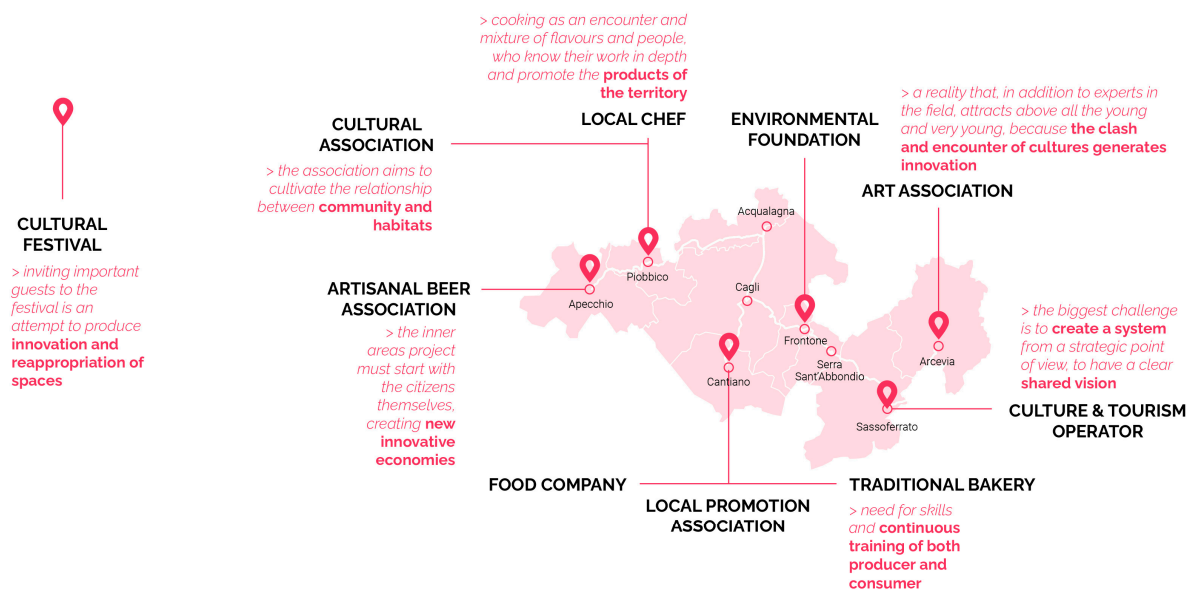 > cooking as an encounter and
mixture of flavours and people,
who know their work in depth
and promote the products of
the territory
LOCAL CHEF
CULTURAL
ASSOCIATION
> the association aims to
cultivate the relationship
between community and
habitats
ENVIRONMENTAL
FOUNDATION
> a reality that, in addition to experts in
the field, attracts above all the young
and very young, because the clash
and encounter of cultures generates
innovation
ART ASSOCIATION
CULTURAL
FESTIVAL
> inviting important
guests to the
festival is an
attempt to produce
innovation and
reappropriation of
spaces
ARTISANAL BEER
ASSOCIATION
> the inner
areas project
must start with
the citizens
themselves,
creating new
innovative
economies
Acqualagna
Piobbico
Apecchio
Cagli
Frontone
Serra
Sant'Abbondio
Cantiano
Arcevia
Sassoferrato
> the biggest challenge
is to create a system
from a strategic point
of view, to have a clear
shared vision
CULTURE & TOURISM
OPERATOR
FOOD COMPANY
LOCAL PROMOTION
ASSOCIATION
TRADITIONAL BAKERY
> need for skills
and continuous
training of both
producer and
consumer